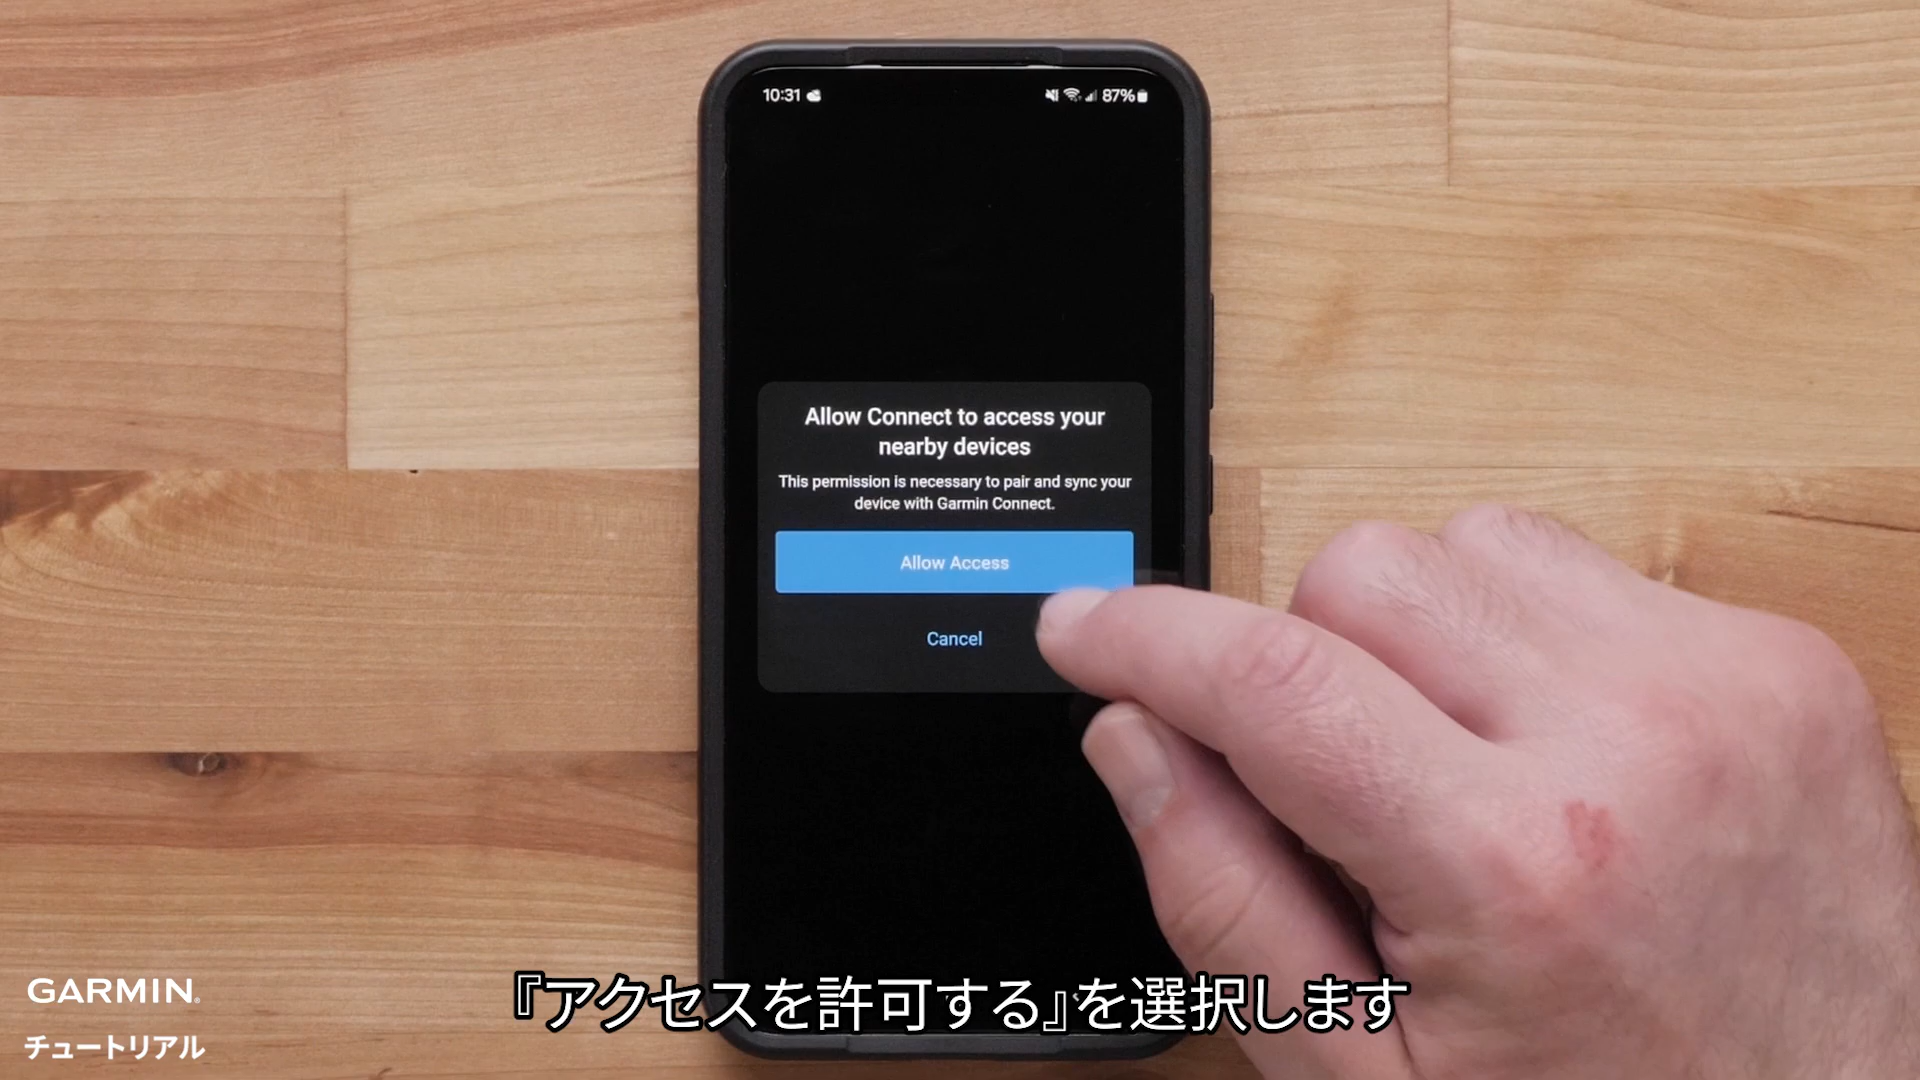 10:31
87%
Allow Connect to access your
nearby devices
This permission is necessary to pair and sync your
device with Garmin Connect.
Allow Access
Cancel
『アクセスを許可する』を選択します
GARMIN®
チュートリアル